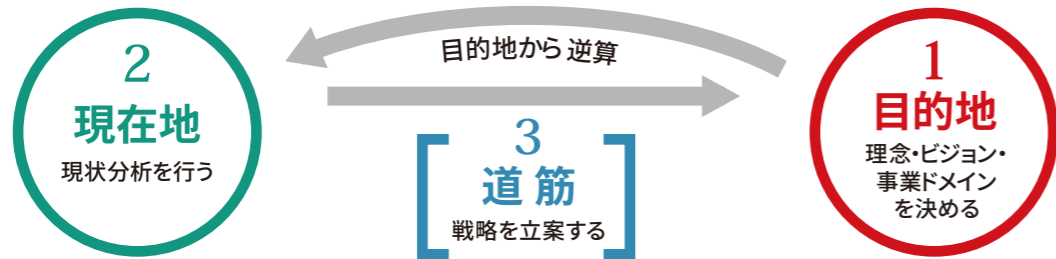 目的地から逆算
1
目的地
理念・ビジョン・
事業ドメイン
を決める
2
現在地
現状分析を行う
3
道筋
戦略を立案する